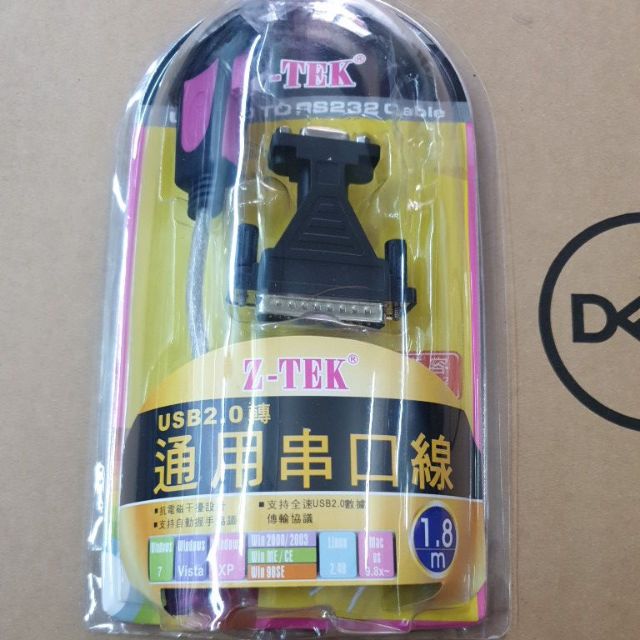 Z-TEK®
TO RS232 Cable
Z-TEK®
USB2.0轉
通用串口線
■抗電磁干擾設計
■支持自動握手協議
■支持全速USB2.0數據
傳輸協議
Windows 7
Windows Vista
Windows XP
Win 2000/2003
Win ME/CE
Win 98SE
Linux 2.40
Mac
1.8
m